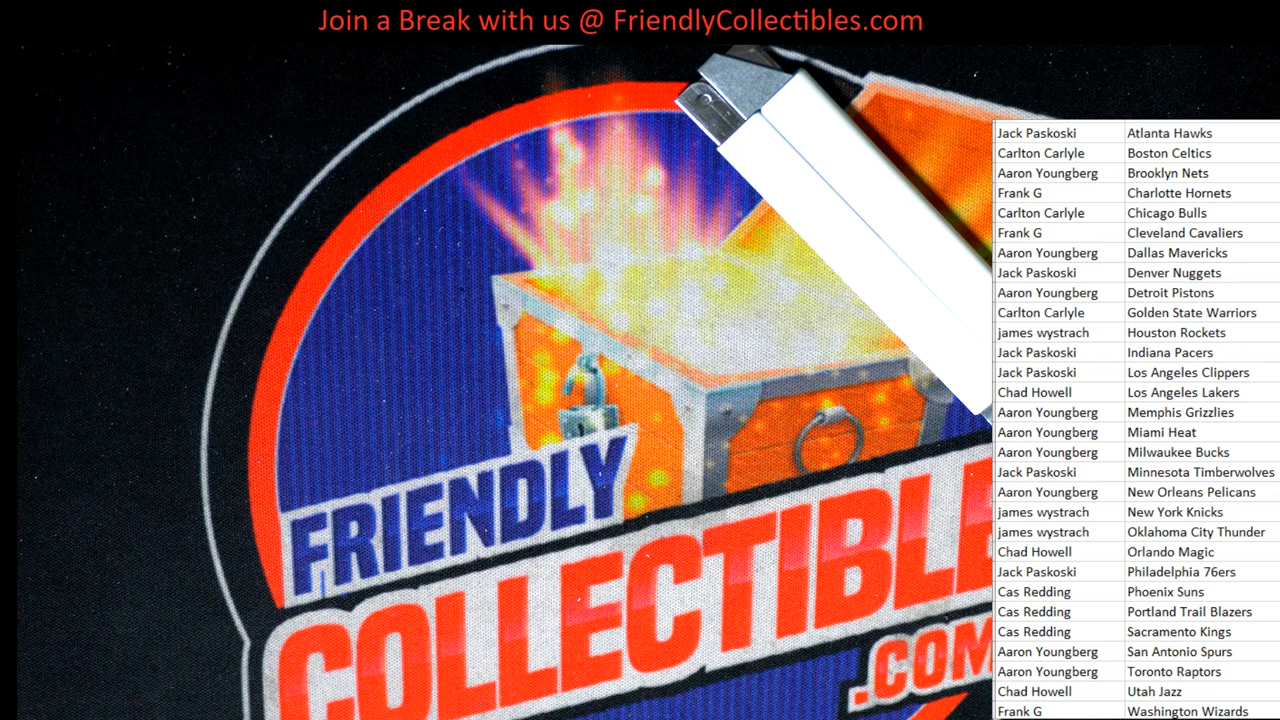 Join a Break with us @ FriendlyCollectibles.com
Jack Paskoski Atlanta Hawks
Carlton Carlyle Boston Celtics
Aaron Youngberg Brooklyn Nets
Frank G Charlotte Hornets
Carlton Carlyle Chicago Bulls
Frank G Cleveland Cavaliers
Aaron Youngberg Dallas Mavericks
Jack Paskoski Denver Nuggets
Aaron Youngberg Detroit Pistons
Carlton Carlyle Golden State Warriors
james wystrach Houston Rockets
Jack Paskoski Indiana Pacers
Jack Paskoski Los Angeles Clippers
Chad Howell Los Angeles Lakers
Aaron Youngberg Memphis Grizzlies
Aaron Youngberg Miami Heat
Aaron Youngberg Milwaukee Bucks
Jack Paskoski Minnesota Timberwolves
Aaron Youngberg New Orleans Pelicans
james wystrach New York Knicks
james wystrach Oklahoma City Thunder
Chad Howell Orlando Magic
Jack Paskoski Philadelphia 76ers
Cas Redding Phoenix Suns
Cas Redding Portland Trail Blazers
Cas Redding Sacramento Kings
Aaron Youngberg San Antonio Spurs
Aaron Youngberg Toronto Raptors
Chad Howell Utah Jazz
Frank G Washington Wizards
FRIENDLY
COLLECTIBLE
.COM